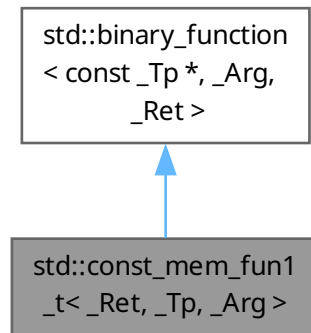 std::binary_function
< const _Tp *, _Arg,
_Ret >
std::const_mem_fun1
_t< _Ret, _Tp, _Arg >